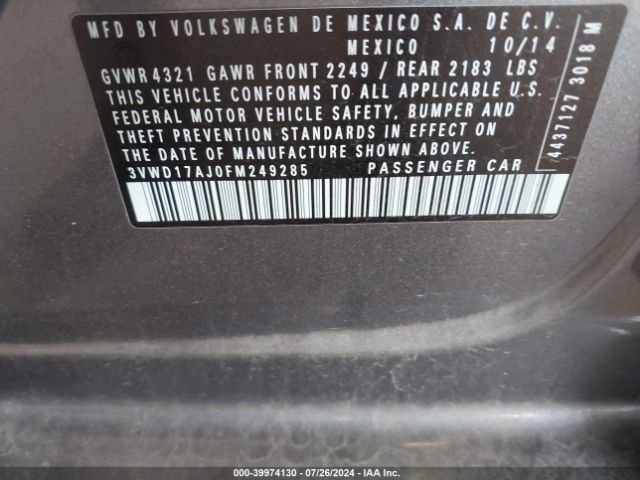 MFD BY VOLKSWAGEN DE MEXICO S.A. DE C.V.
MEXICO 10/14
GVWR 4321 GAWR FRONT 2249 / REAR 2183 LBS
THIS VEHICLE CONFORMS TO ALL APPLICABLE U.S.
FEDERAL MOTOR VEHICLE SAFETY, BUMPER AND
THEFT PREVENTION STANDARDS IN EFFECT ON
THE DATE OF MANUFACTURE SHOWN ABOVE.
3VWD17AJ0FM249285 PASSENGER CAR
4437127 3018 M
000-39974130 - 07/26/2024 - IAA Inc.